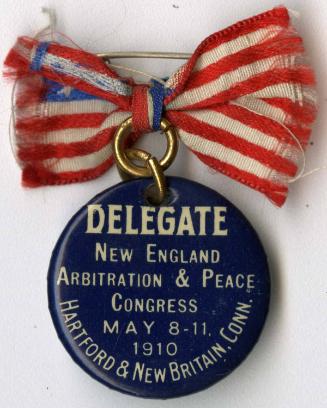 DELEGATE
NEW ENGLAND
ARBITRATION & PEACE
CONGRESS
MAY 8-11,
1910
HARTFORD & NEW BRITAIN, CONN.